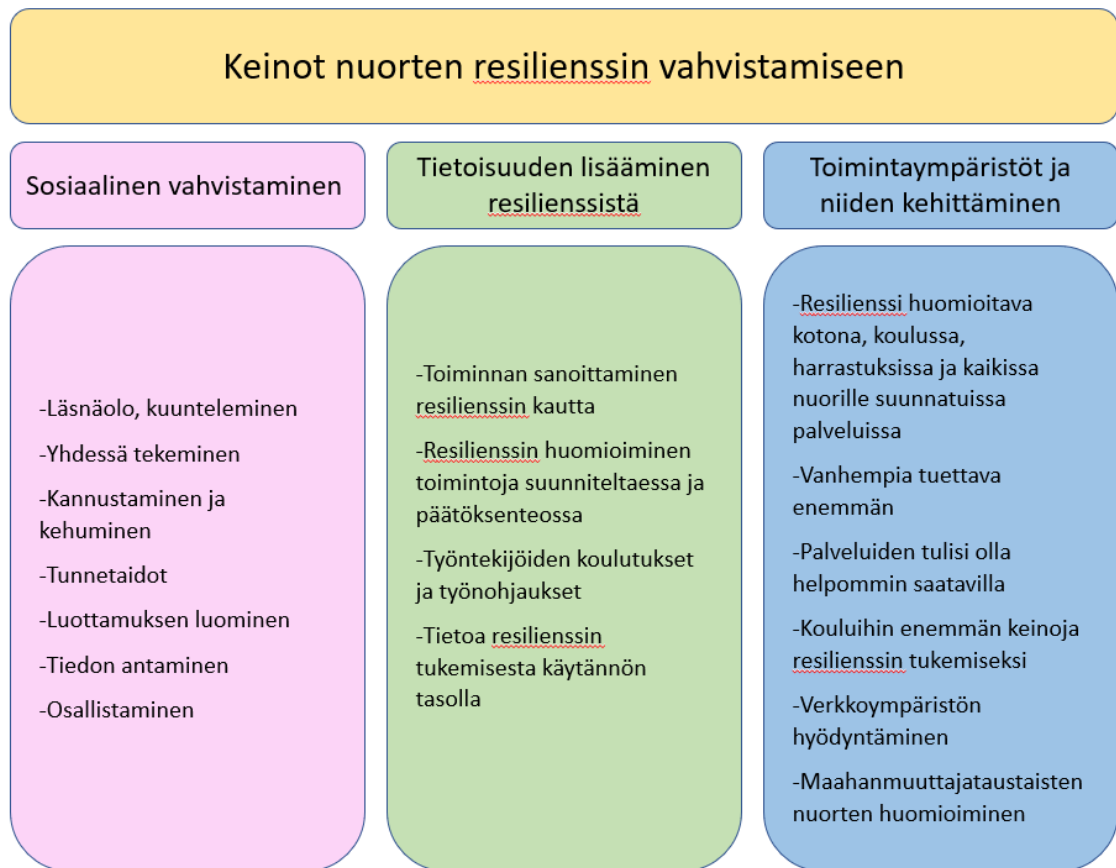 Keinot nuorten resilienssin vahvistamiseen
Sosiaalinen vahvistaminen
-Läsnäolo, kuunteleminen
-Yhdessä tekeminen
-Kannustaminen ja
kehuminen
-Tunnetaidot
-Luottamuksen luominen
-Tiedon antaminen
-Osallistaminen
Tietoisuuden lisääminen
resilienssistä
-Toiminnan sanoittaminen
resilienssin kautta
-Resilienssin huomioiminen
toimintoja suunniteltaessa ja
päätöksenteossa
-Työntekijöiden koulutukset
ja työnohjaukset
-Tietoa resilienssin
tukemisesta käytännön
tasolla
Toimintaympäristöt ja
niiden kehittäminen
-Resilienssi huomioitava
kotona, koulussa,
harrastuksissa ja kaikissa
nuorille suunnatuissa
palveluissa
-Vanhempia tuettava
enemmän
-Palveluiden tulisi olla
helpommin saatavilla
-Kouluihin enemmän keinoja
resilienssin tukemiseksi
-Verkkoympäristön
hyödyntäminen
-Maahanmuuttajataustaisten
nuorten huomioiminen